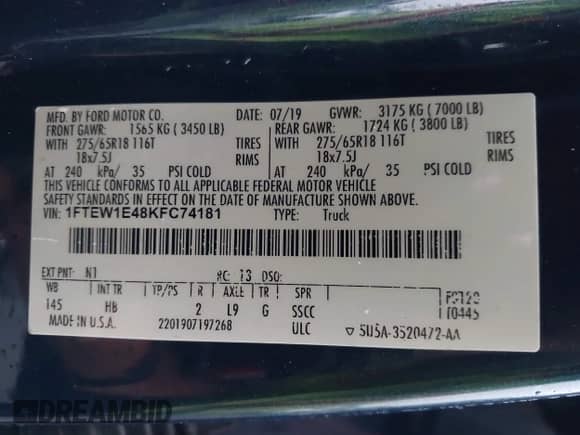 MFD. BY FORD MOTOR CO. DATE: 07/19 GVWR: 3175 KG ( 7000 LB)
FRONT GAWR: 1565 KG (3450 LB) REAR GAWR: 1724 KG ( 3800 LB)
WITH 275/65R18 116T TIRES WITH 275/65R18 116T TIRES
18x7.5J RIMS 18x7.5J RIMS
AT 240 kPa/ 35 PSI COLD AT 240 kPa/ 35 PSI COLD
THIS VEHICLE CONFORMS TO ALL APPLICABLE FEDERAL MOTOR VEHICLE
SAFETY STANDARDS IN EFFECT ON THE DATE OF MANUFACTURE SHOWN ABOVE.
VIN: 1FTEW1E48KFC74181 TYPE: Truck
EXT PNT: N1 RC: 13 DSO:
WB INT TR TP/PS R AXLE TR SPR
145 HB 2 L9 G SSCC
MADE IN U.S.A. 2201907197268 ULC 5U5A-3520472-AA
DREAMBID